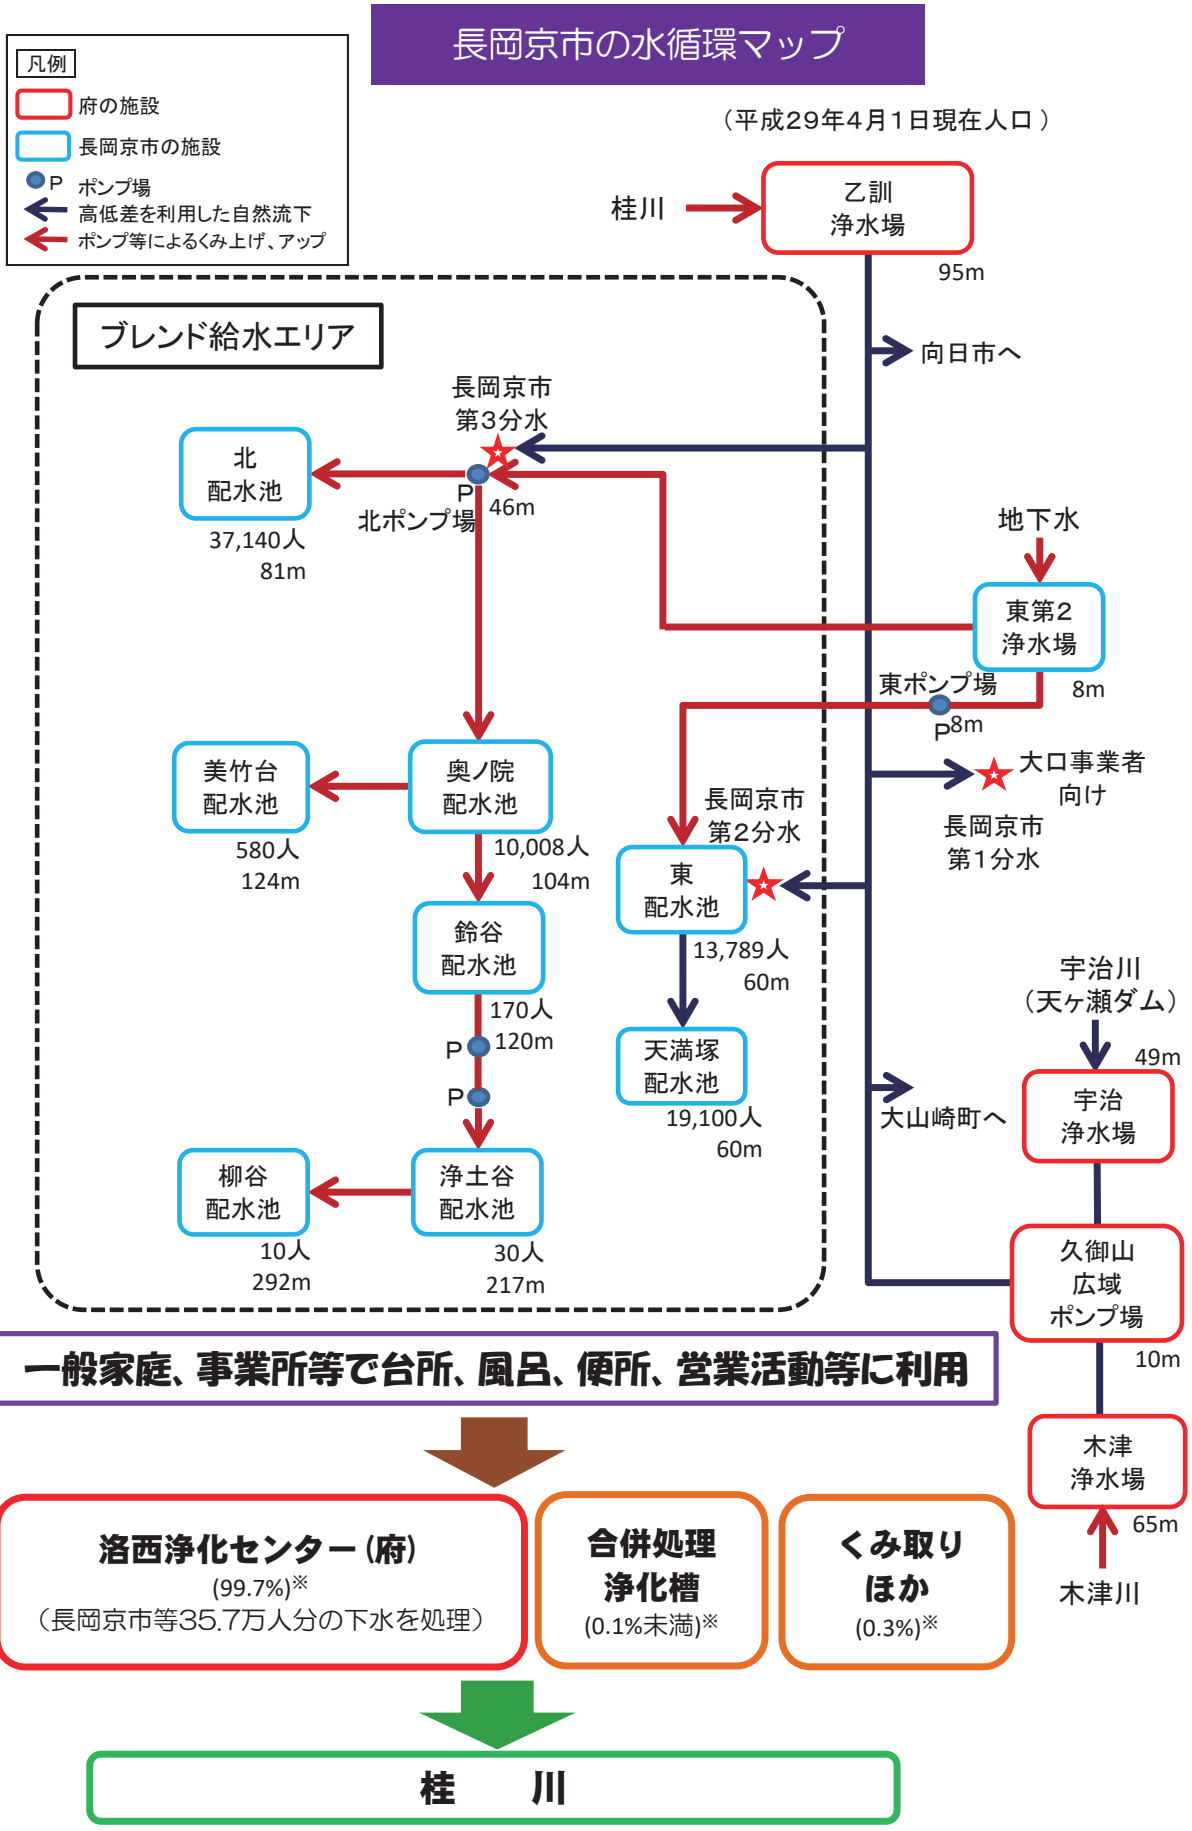 長岡京市の水循環マップ
凡例
府の施設
長岡京市の施設
P ポンプ場
高低差を利用した自然流下
ポンプ等によるくみ上げ、アップ
（平成29年4月1日現在人口）
桂川
乙訓
浄水場
95m
ブレンド給水エリア
向日市へ
長岡京市
第3分水
北
配水池
37,140人
81m
P
北ポンプ場
46m
地下水
東第2
浄水場
8m
東ポンプ場
P
8m
美竹台
配水池
580人
124m
奥ノ院
配水池
10,008人
104m
長岡京市
第2分水
大口事業者
向け
長岡京市
第1分水
東
配水池
13,789人
60m
鈴谷
配水池
170人
120m
P
P
天満塚
配水池
19,100人
60m
宇治川
（天ヶ瀬ダム）
49m
宇治
浄水場
大山崎町へ
柳谷
配水池
10人
292m
浄土谷
配水池
30人
217m
久御山
広域
ポンプ場
10m
木津
浄水場
65m
木津川
一般家庭、事業所等で台所、風呂、便所、営業活動等に利用
洛西浄化センター(府)
(99.7%)※
（長岡京市等35.7万人分の下水を処理）
合併処理
浄化槽
(0.1%未満)※
くみ取り
ほか
(0.3%)※
桂　川